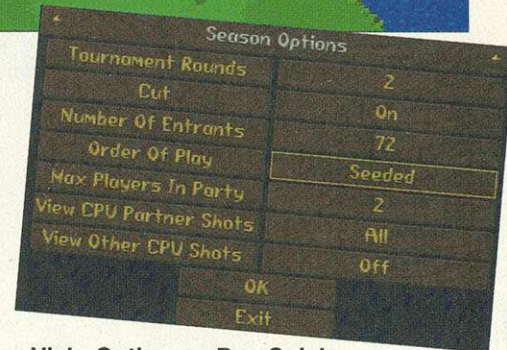 Season Options
Tournament Rounds 2
Cut On
Number Of Entrants 72
Order Of Play Seeded
Max Players In Party 2
View CPU Partner Shots All
View Other CPU Shots Off
OK
Exit